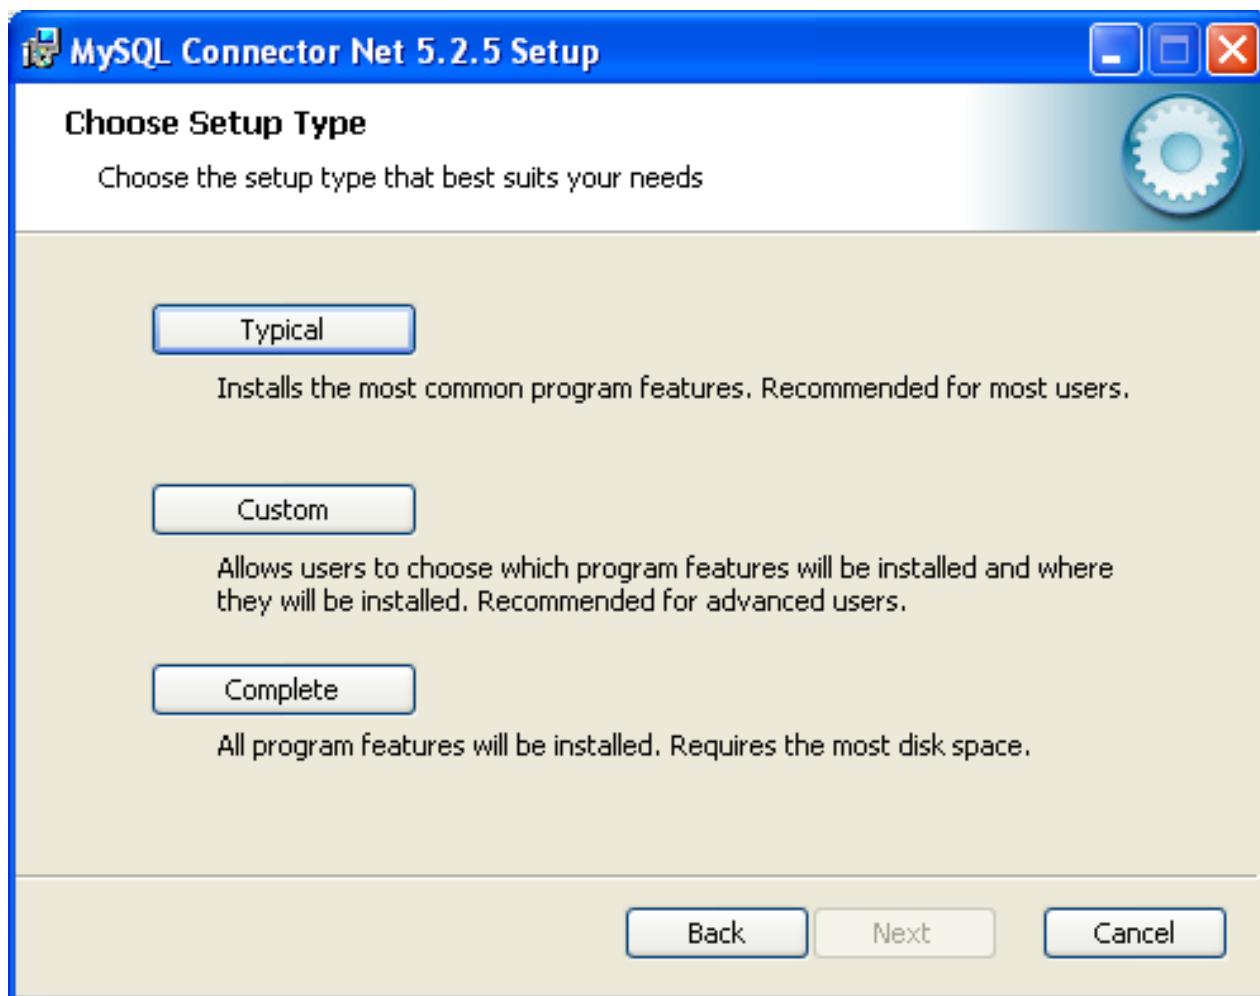 MySQL Connector Net 5.2.5 Setup
Choose Setup Type
Choose the setup type that best suits your needs
Typical
Installs the most common program features. Recommended for most users.
Custom
Allows users to choose which program features will be installed and where
they will be installed. Recommended for advanced users.
Complete
All program features will be installed. Requires the most disk space.
Back Next Cancel